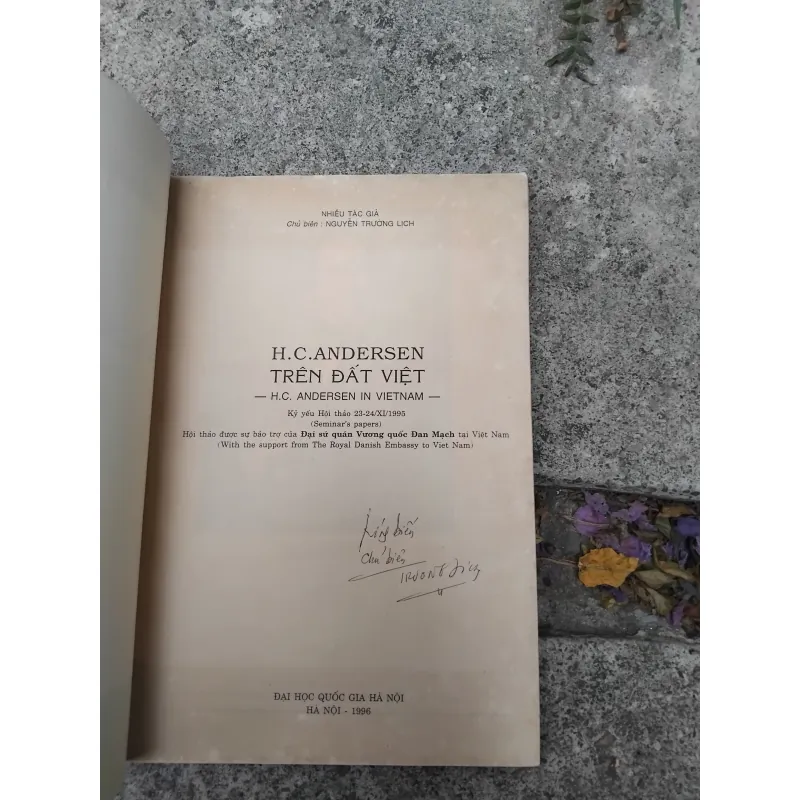 NHIỀU TÁC GIẢ
Chủ biên : NGUYỄN TRƯỜNG LỊCH
H.C.ANDERSEN
TRÊN ĐẤT VIỆT
— H.C. ANDERSEN IN VIETNAM —
Kỷ yếu Hội thảo 23-24/XI/1995
(Seminar's papers)
Hội thảo được sự bảo trợ của Đại sứ quán Vương quốc Đan Mạch tại Việt Nam
(With the support from The Royal Danish Embassy to Viet Nam)
Kính biếu
Chủ biên
ĐẠI HỌC QUỐC GIA HÀ NỘI
HÀ NỘI - 1996